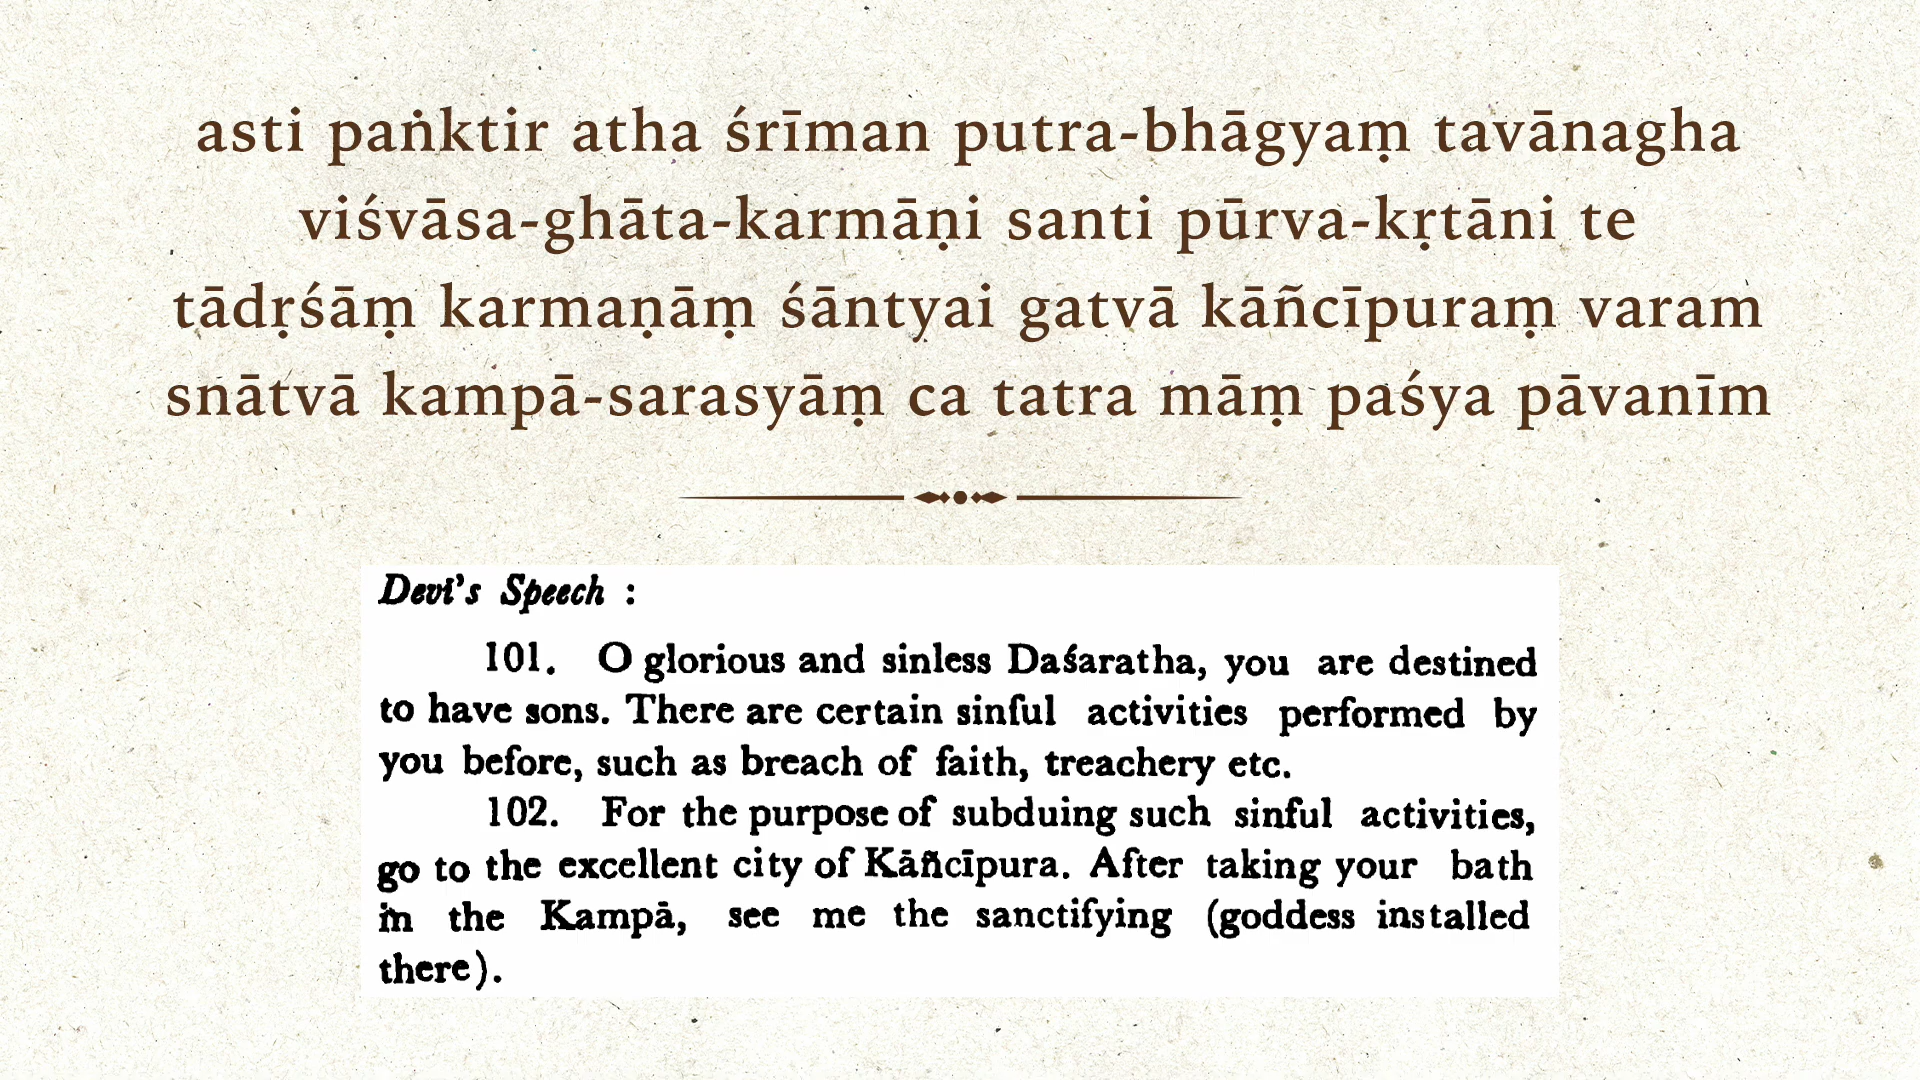 asti paṅktir atha śrīman putra-bhāgyaṃ tavānagha
viśvāsa-ghāta-karmāṇi santi pūrva-kṛtāni te
tādṛśāṃ karmaṇāṃ śāntyai gatvā kāñcīpuraṃ varam
snātvā kampā-sarasyāṃ ca tatra māṃ paśya pāvanīm
Devi's Speech :
101. O glorious and sinless Daśaratha, you are destined
to have sons. There are certain sinful activities performed by
you before, such as breach of faith, treachery etc.
102. For the purpose of subduing such sinful activities,
go to the excellent city of Kāñcīpura. After taking your bath
in the Kampā, see me the sanctifying (goddess installed
there).